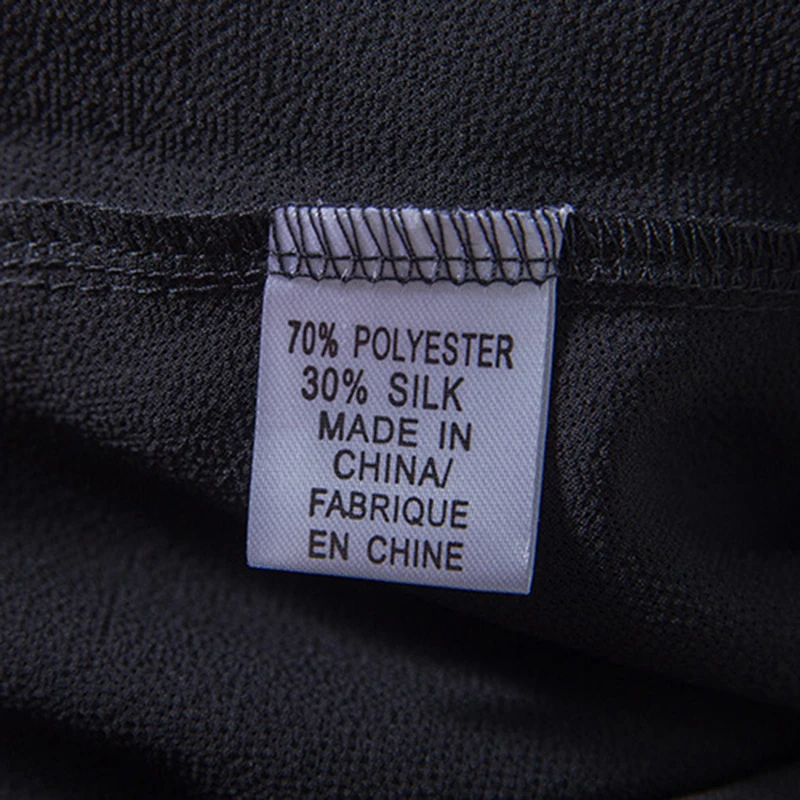 70% POLYESTER
30% SILK
MADE IN
CHINA/
FABRIQUE
EN CHINE